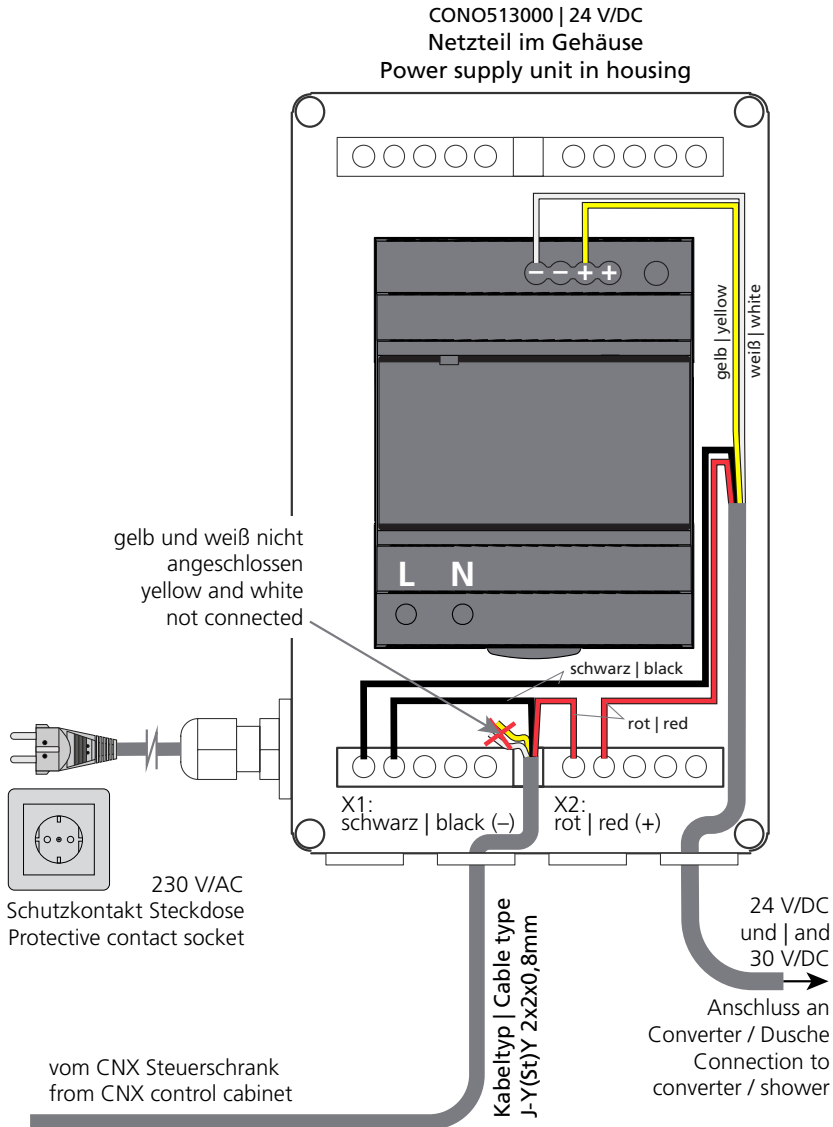 CONO513000 | 24 V/DC
Netzteil im Gehäuse
Power supply unit in housing
− − + +
gelb | yellow
weiß | white
gelb und weiß nicht
angeschlossen
yellow and white
not connected
L N
schwarz | black
rot | red
X1:
schwarz | black (–)
X2:
rot | red (+)
230 V/AC
Schutzkontakt Steckdose
Protective contact socket
Kabeltyp | Cable type
J-Y(St)Y 2x2x0,8mm
24 V/DC
und | and
30 V/DC
Anschluss an
Converter / Dusche
Connection to
converter / shower
vom CNX Steuerschrank
from CNX control cabinet